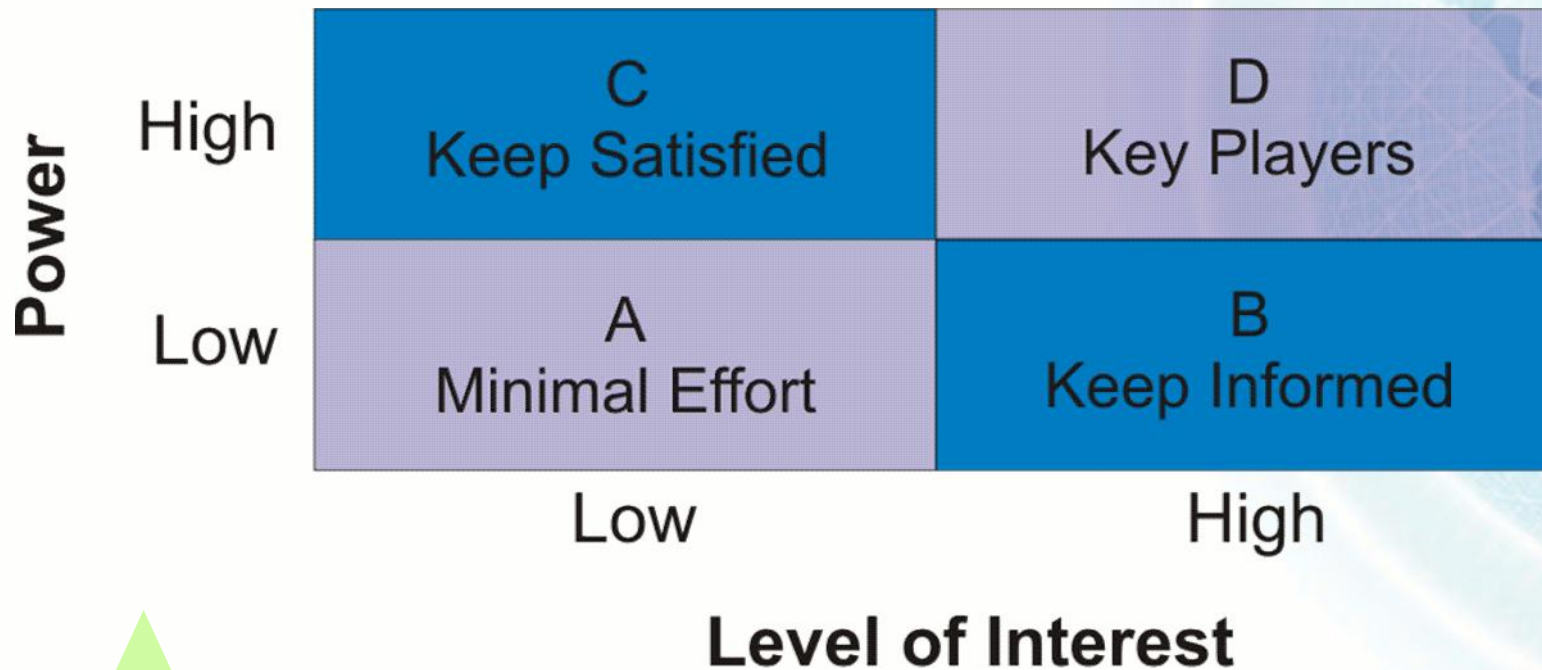 Power
High
C
Keep Satisfied
D
Key Players
Low
A
Minimal Effort
B
Keep Informed
Low
High
Level of Interest